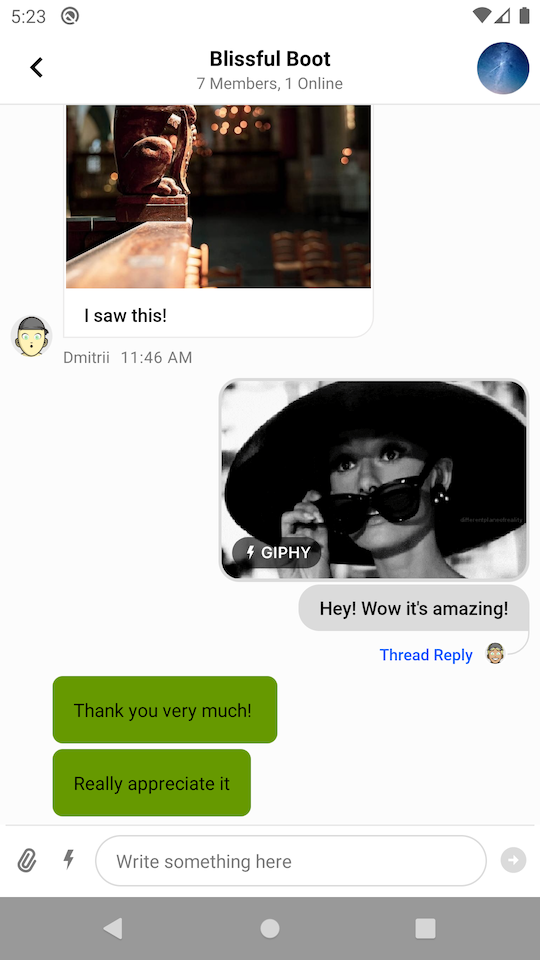 5:23
Blissful Boot
7 Members, 1 Online
I saw this!
Dmitrii 11:46 AM
GIPHY
Hey! Wow it's amazing!
Thread Reply
Thank you very much!
Really appreciate it
Write something here